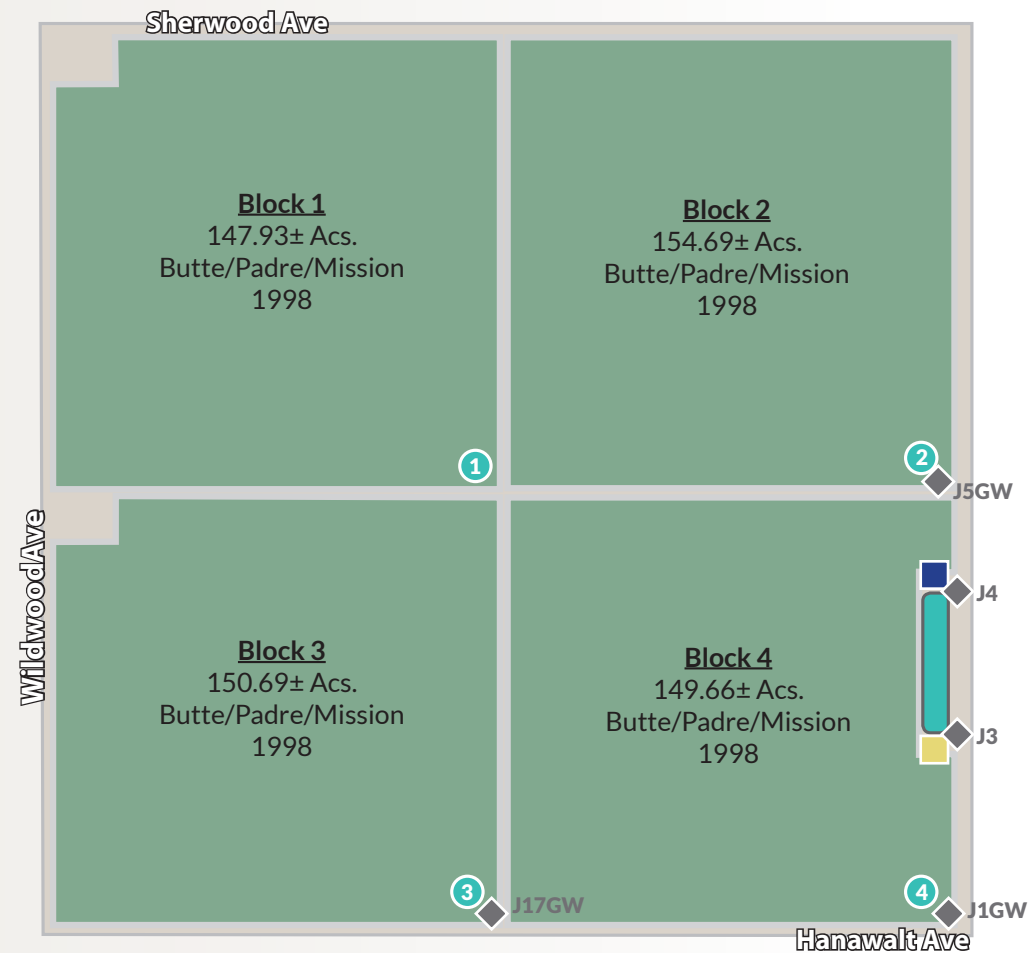 Sherwood Ave
Block 1
147.93± Acs.
Butte/Padre/Mission
1998
Block 2
154.69± Acs.
Butte/Padre/Mission
1998
1
2
J5GW
WildwoodAve
Block 3
150.69± Acs.
Butte/Padre/Mission
1998
Block 4
149.66± Acs.
Butte/Padre/Mission
1998
J4
J3
3
J17GW
4
J1GW
Hanawalt Ave